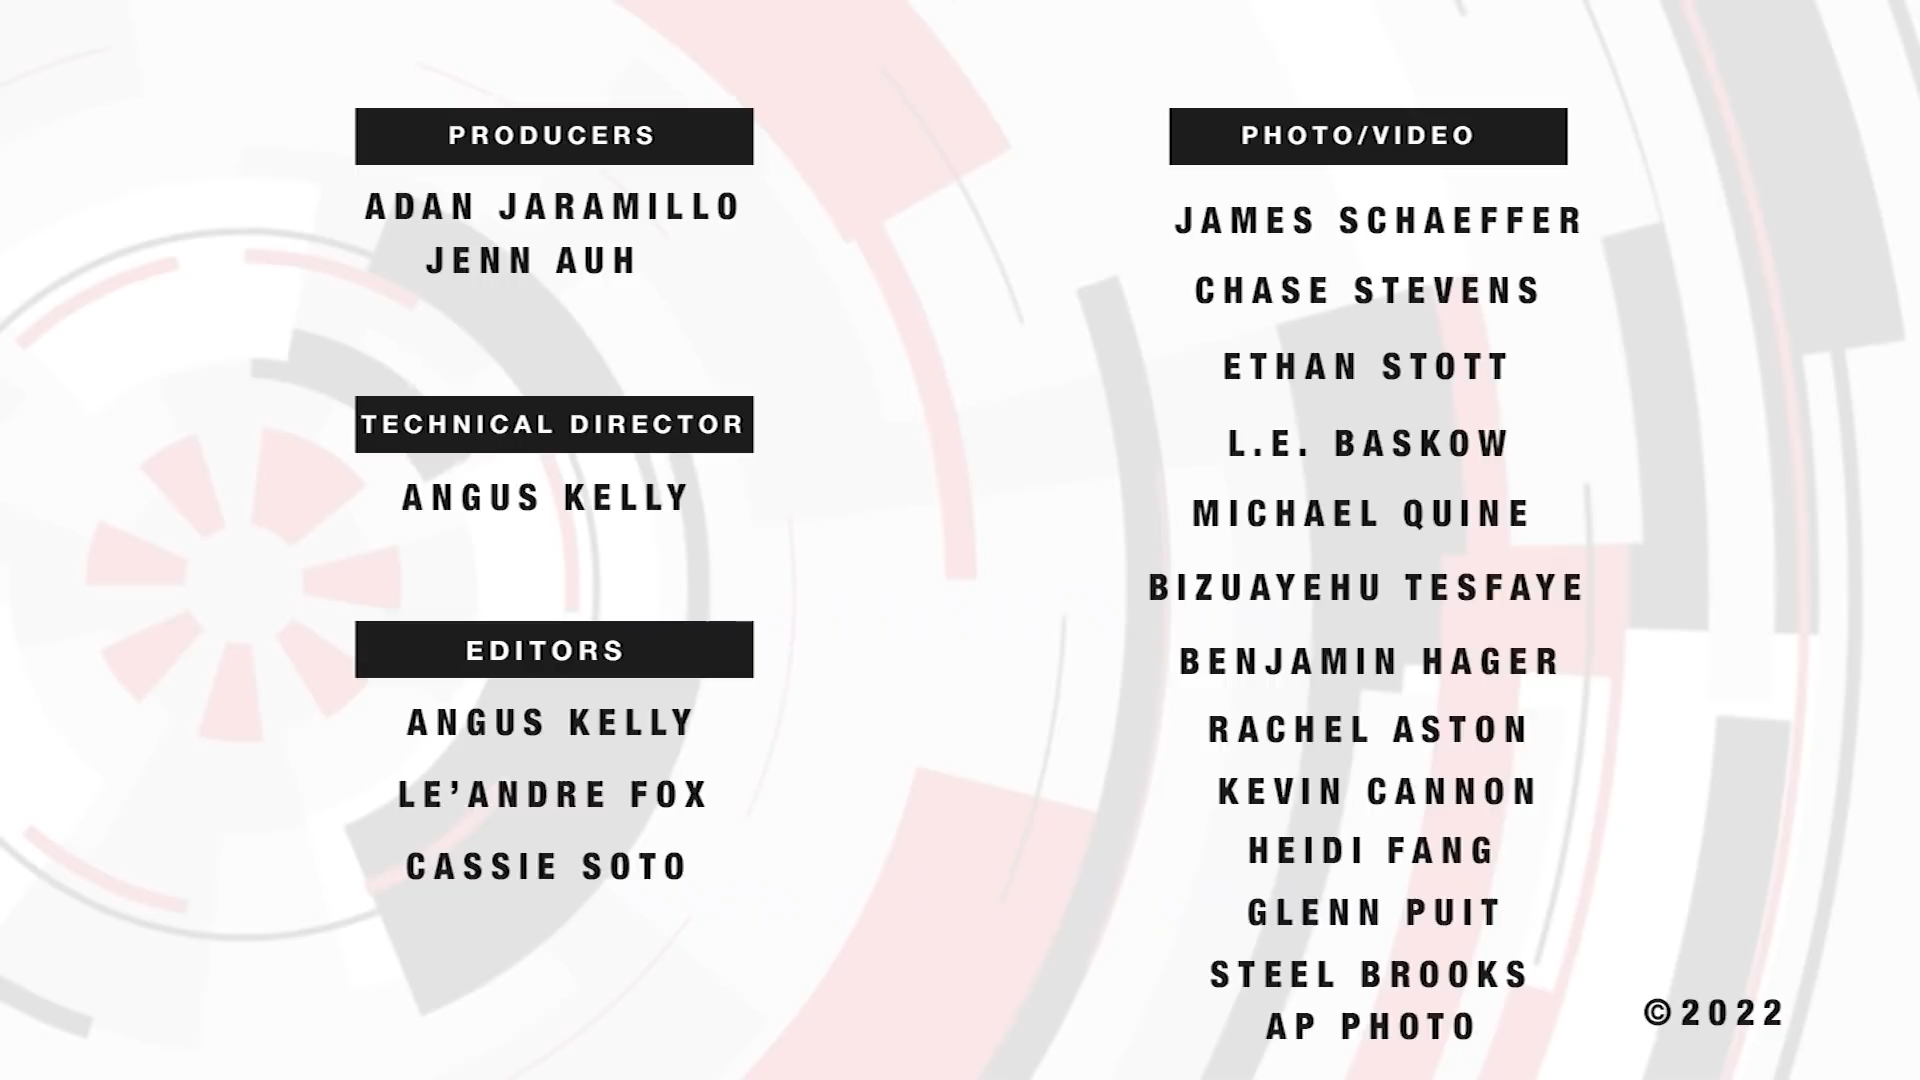 PRODUCERS
ADAN JARAMILLO
JENN AUH
TECHNICAL DIRECTOR
ANGUS KELLY
EDITORS
ANGUS KELLY
LE’ANDRE FOX
CASSIE SOTO
PHOTO/VIDEO
JAMES SCHAEFFER
CHASE STEVENS
ETHAN STOTT
L.E. BASKOW
MICHAEL QUINE
BIZUAYEHU TESFAYE
BENJAMIN HAGER
RACHEL ASTON
KEVIN CANNON
HEIDI FANG
GLENN PUIT
STEEL BROOKS
AP PHOTO
©2022